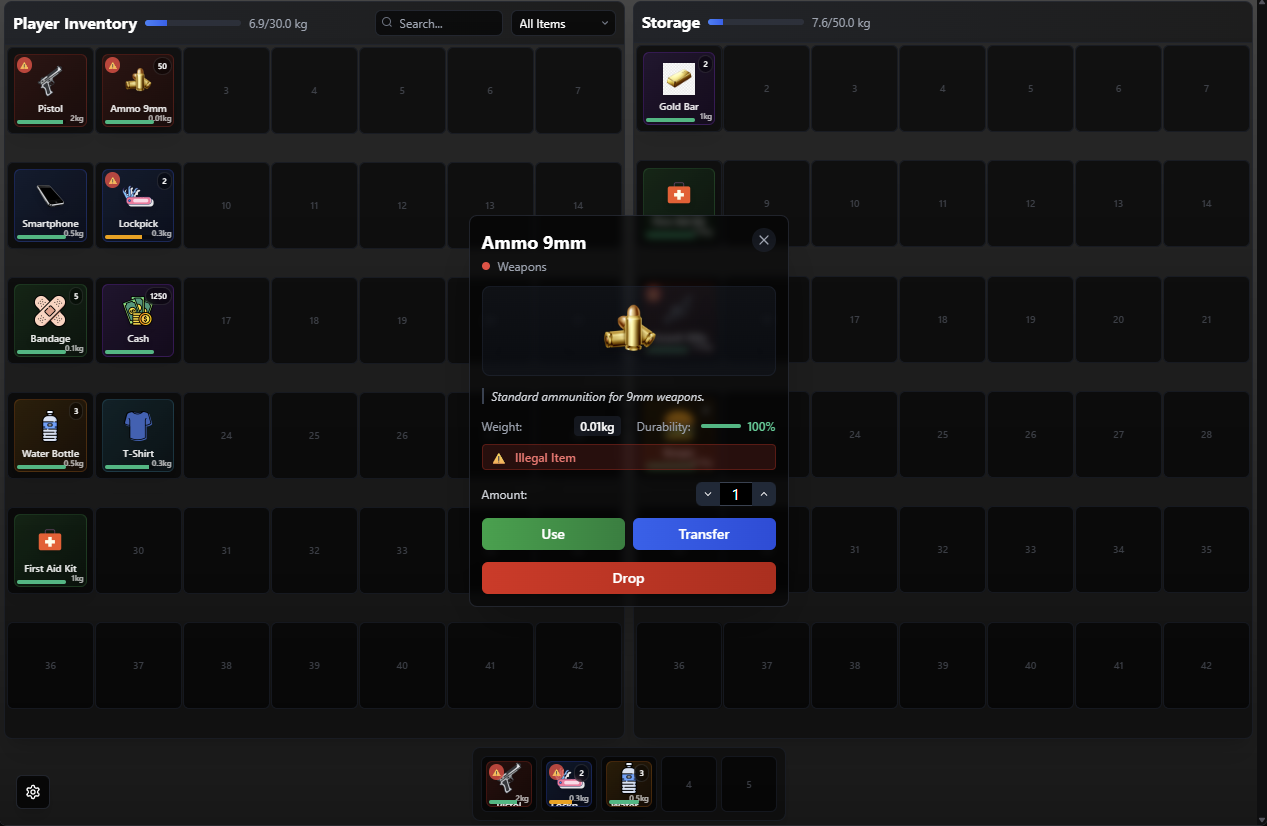 Player Inventory 6.9/30.0 kg Search... All Items
Storage 7.6/50.0 kg
50
Pistol Ammo 9mm 3 4 5 6 7
2kg 0.01kg
2
Gold Bar 2 3 4 5 6 7
1kg
2
Smartphone Lockpick 10 11 12 13 14
0.5kg 0.3kg
9 10 11 12 13 14
5 1250
Bandage Cash 17 18 19
0.1kg
17 18 19 20 21
3
Water Bottle T-Shirt 24 25 26
0.5kg 0.3kg
24 25 26 27 28
First Aid Kit 30 31 32 33
1kg
31 32 33 34 35
36 37 38 39 40 41 42
36 37 38 39 40 41 42
Ammo 9mm
Weapons
Standard ammunition for 9mm weapons.
Weight: 0.01kg Durability: 100%
Illegal Item
Amount: 1
Use Transfer
Drop
2 3 4 5
2kg 0.3kg 0.5kg